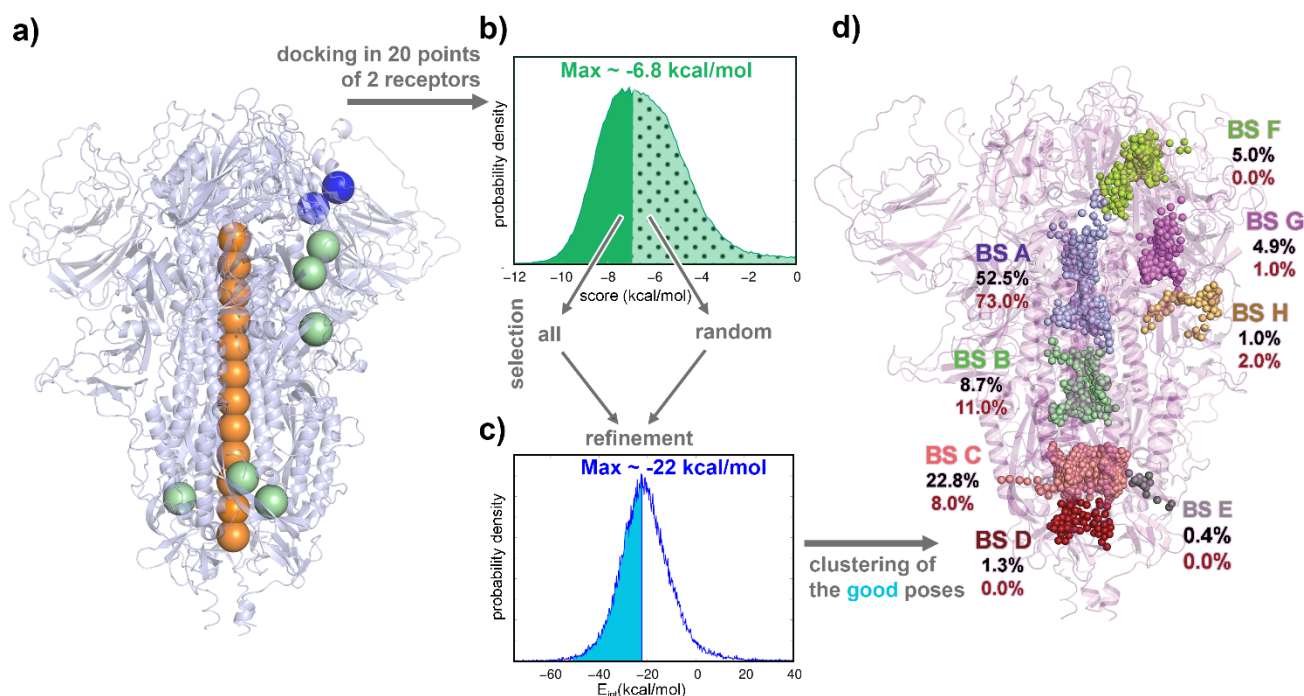 a)
docking in 20 points
of 2 receptors
b)
Max ~ -6.8 kcal/mol
probability density
-12
-10
-8
-6
-4
-2
0
score (kcal/mol)
selection
all
random
refinement
c)
Max ~ -22 kcal/mol
probability density
-60
-40
-20
0
20
40
E_int(kcal/mol)
clustering of
the good poses
d)
BS F
5.0%
0.0%
BS G
4.9%
1.0%
BS A
52.5%
73.0%
BS H
1.0%
2.0%
BS B
8.7%
11.0%
BS C
22.8%
8.0%
BS E
0.4%
0.0%
BS D
1.3%
0.0%